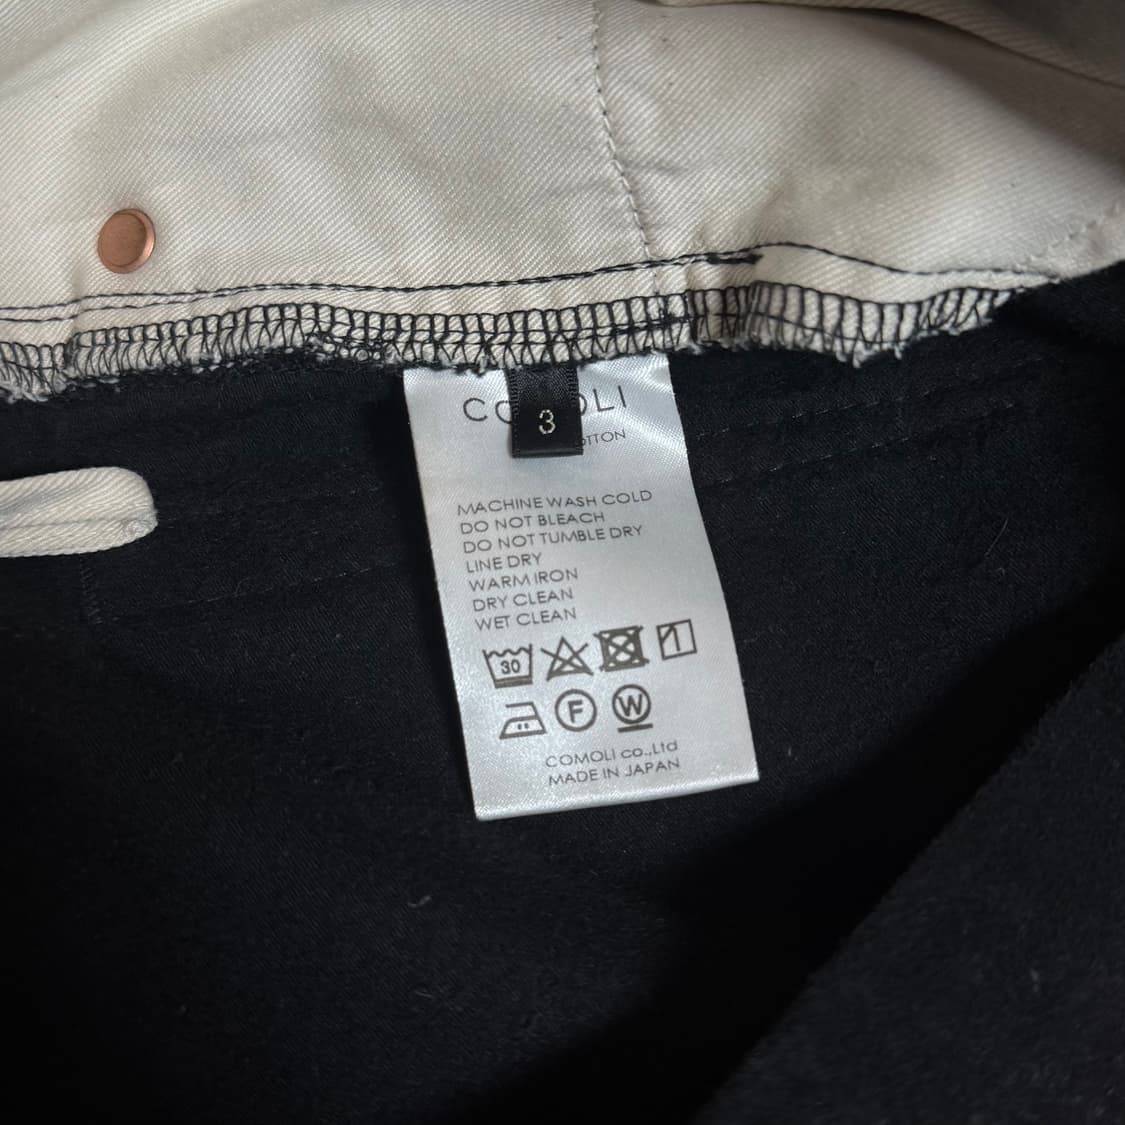 3
MACHINE WASH COLD
DO NOT BLEACH
DO NOT TUMBLE DRY
LINE DRY
WARM IRON
DRY CLEAN
WET CLEAN
30
F
W
COMOLI co.,Ltd
MADE IN JAPAN